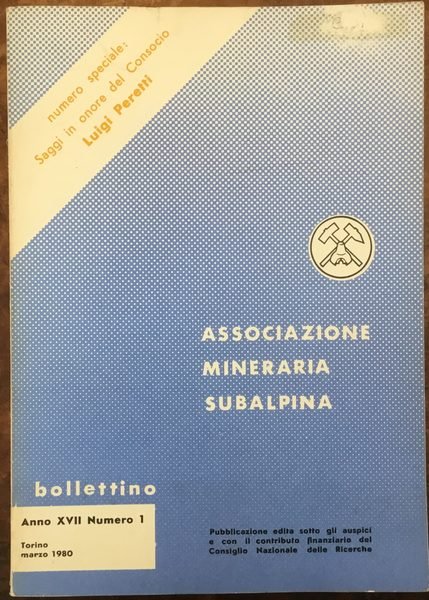 numero speciale:
Saggi in onore del Consocio
Luigi Peretti
ASSOCIAZIONE
MINERARIA
SUBALPINA
bollettino
Anno XVII Numero 1
Torino
marzo 1980
Pubblicazione edita sotto gli auspici
e con il contributo finanziario del
Consiglio Nazionale delle Ricerche